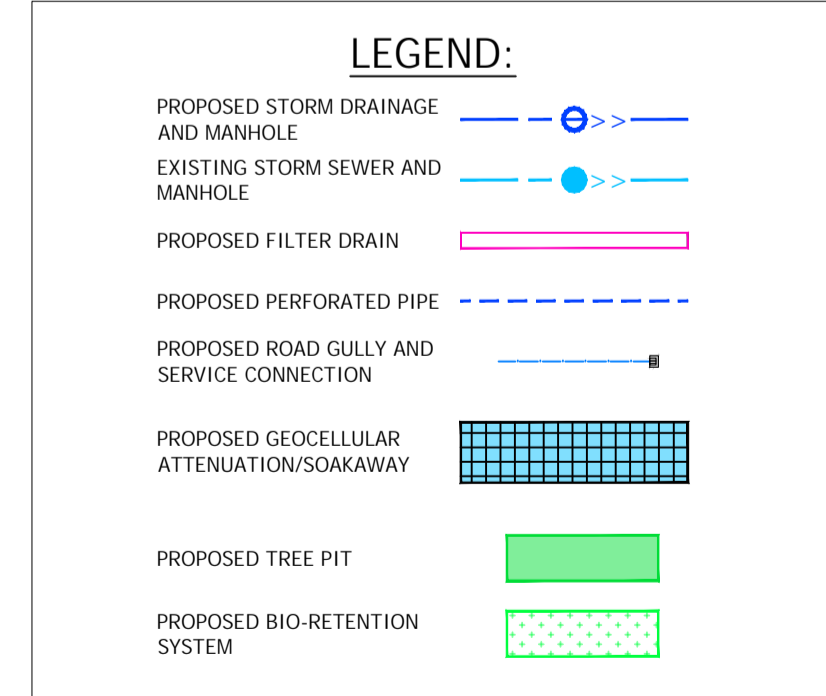 LEGEND:
PROPOSED STORM DRAINAGE
AND MANHOLE
EXISTING STORM SEWER AND
MANHOLE
PROPOSED FILTER DRAIN
PROPOSED PERFORATED PIPE
PROPOSED ROAD GULLY AND
SERVICE CONNECTION
PROPOSED GEOCELLULAR
ATTENUATION/SOAKAWAY
PROPOSED TREE PIT
PROPOSED BIO-RETENTION
SYSTEM